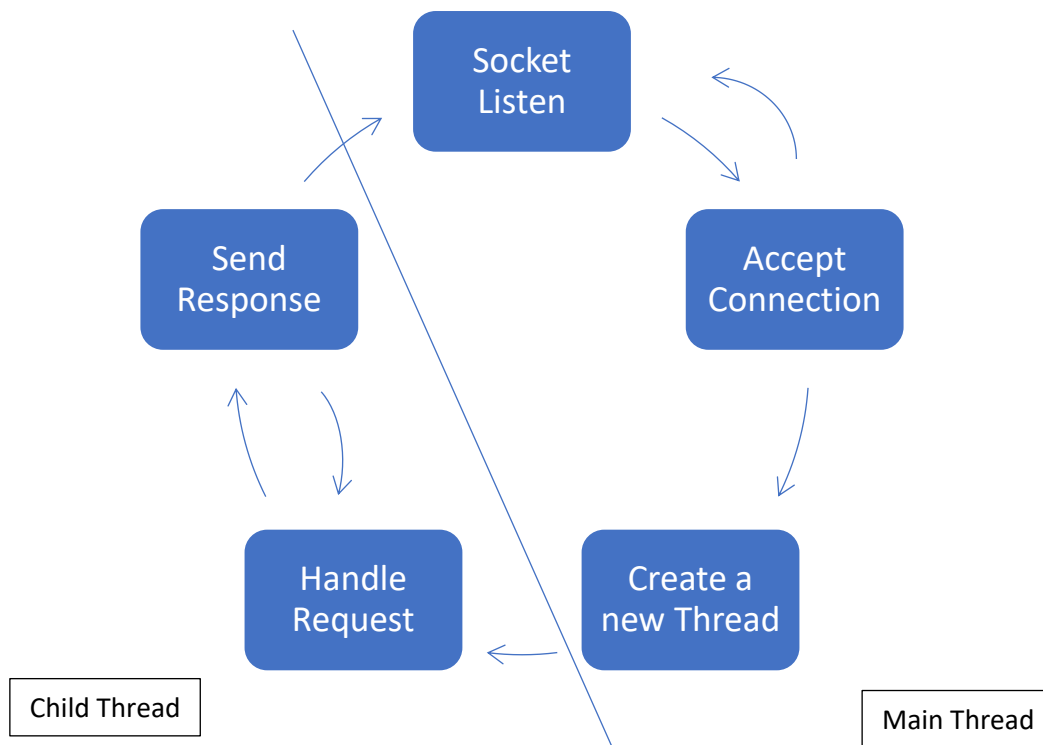 Socket
Listen
Send
Response
Accept
Connection
Handle
Request
Create a
new Thread
Child Thread
Main Thread